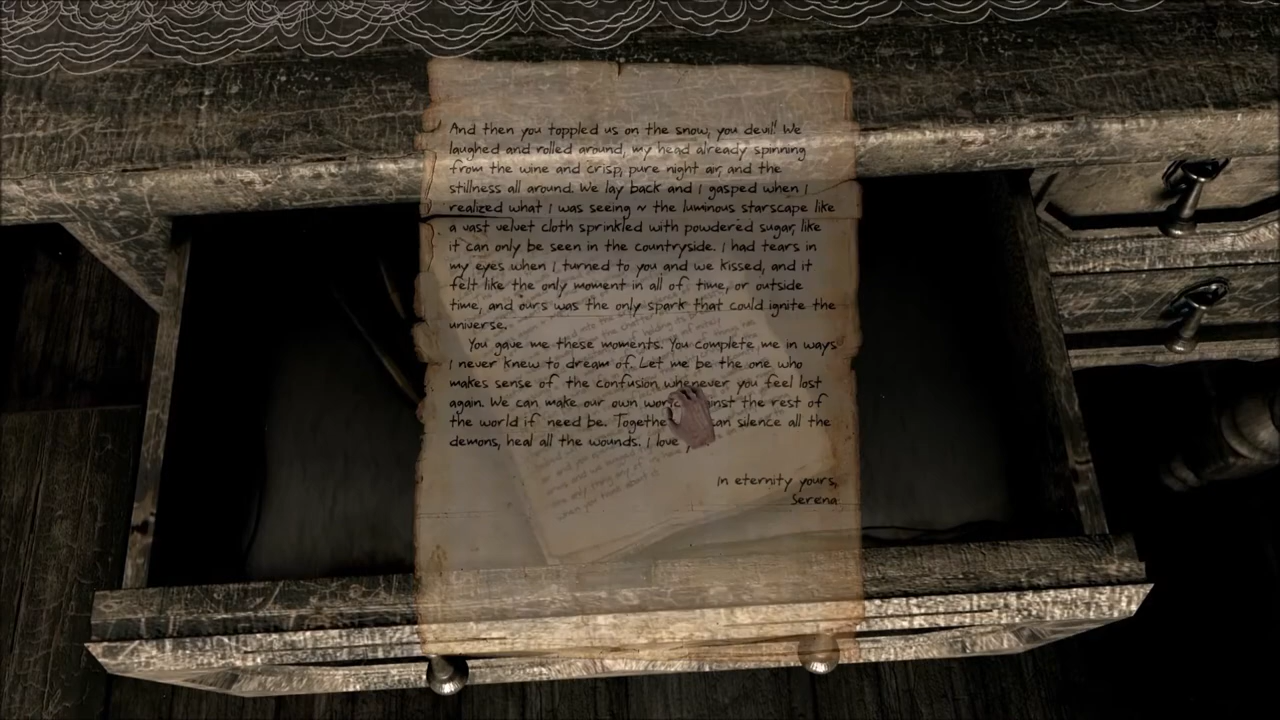 And then you toppled us on the snow, you devil! We
laughed and rolled around, my head already spinning
from the wine and crisp, pure night air, and the
stillness all around. We lay back and I gasped when I
realized what I was seeing ~ the luminous starscape like
a vast velvet cloth sprinkled with powdered sugar, like
it can only be seen in the countryside. I had tears in
my eyes when I turned to you and we kissed, and it
felt like the only moment in all of time, or outside
time, and ours was the only spark that could ignite the
universe.
You gave me these moments. You complete me in ways
I never knew to dream of. Let me be the one who
makes sense of the confusion whenever you feel lost
again. We can make our own the rest of
the world if need be. can silence all the
demons, heal all the wounds. I love
In eternity yours,
Serena